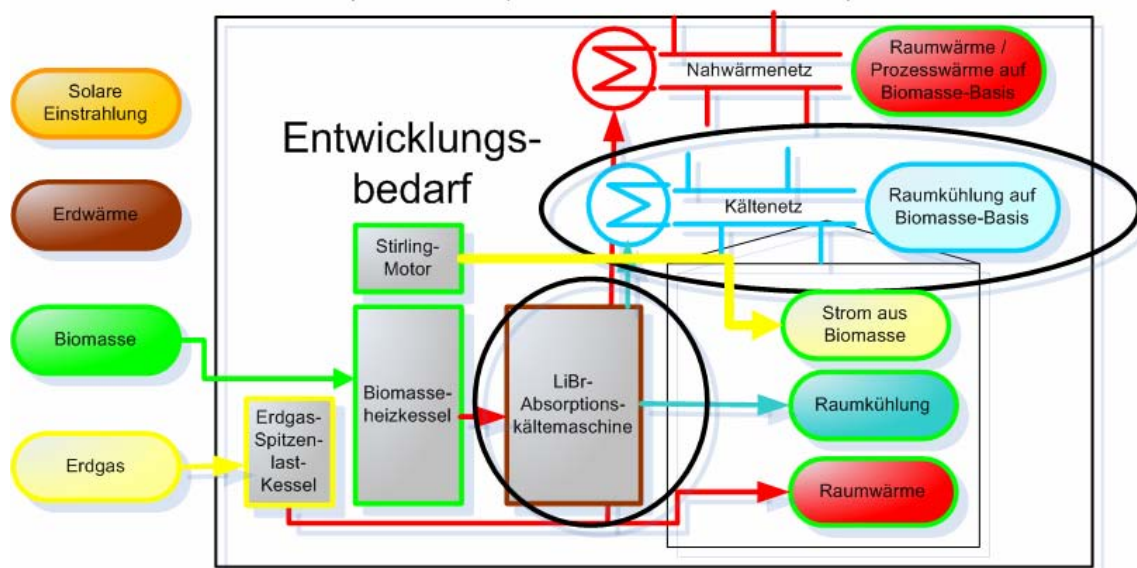 Solare
Einstrahlung
Erdwärme
Biomasse
Erdgas
Entwicklungs-
bedarf
Stirling-
Motor
Biomasse-
heizkessel
Erdgas-
Spitzen-
last-
Kessel
LiBr-
Absorptions-
kältemaschine
Nahwärmenetz
Raumwärme /
Prozesswärme auf
Biomasse-Basis
Kältenetz
Raumkühlung auf
Biomasse-Basis
Strom aus
Biomasse
Raumkühlung
Raumwärme